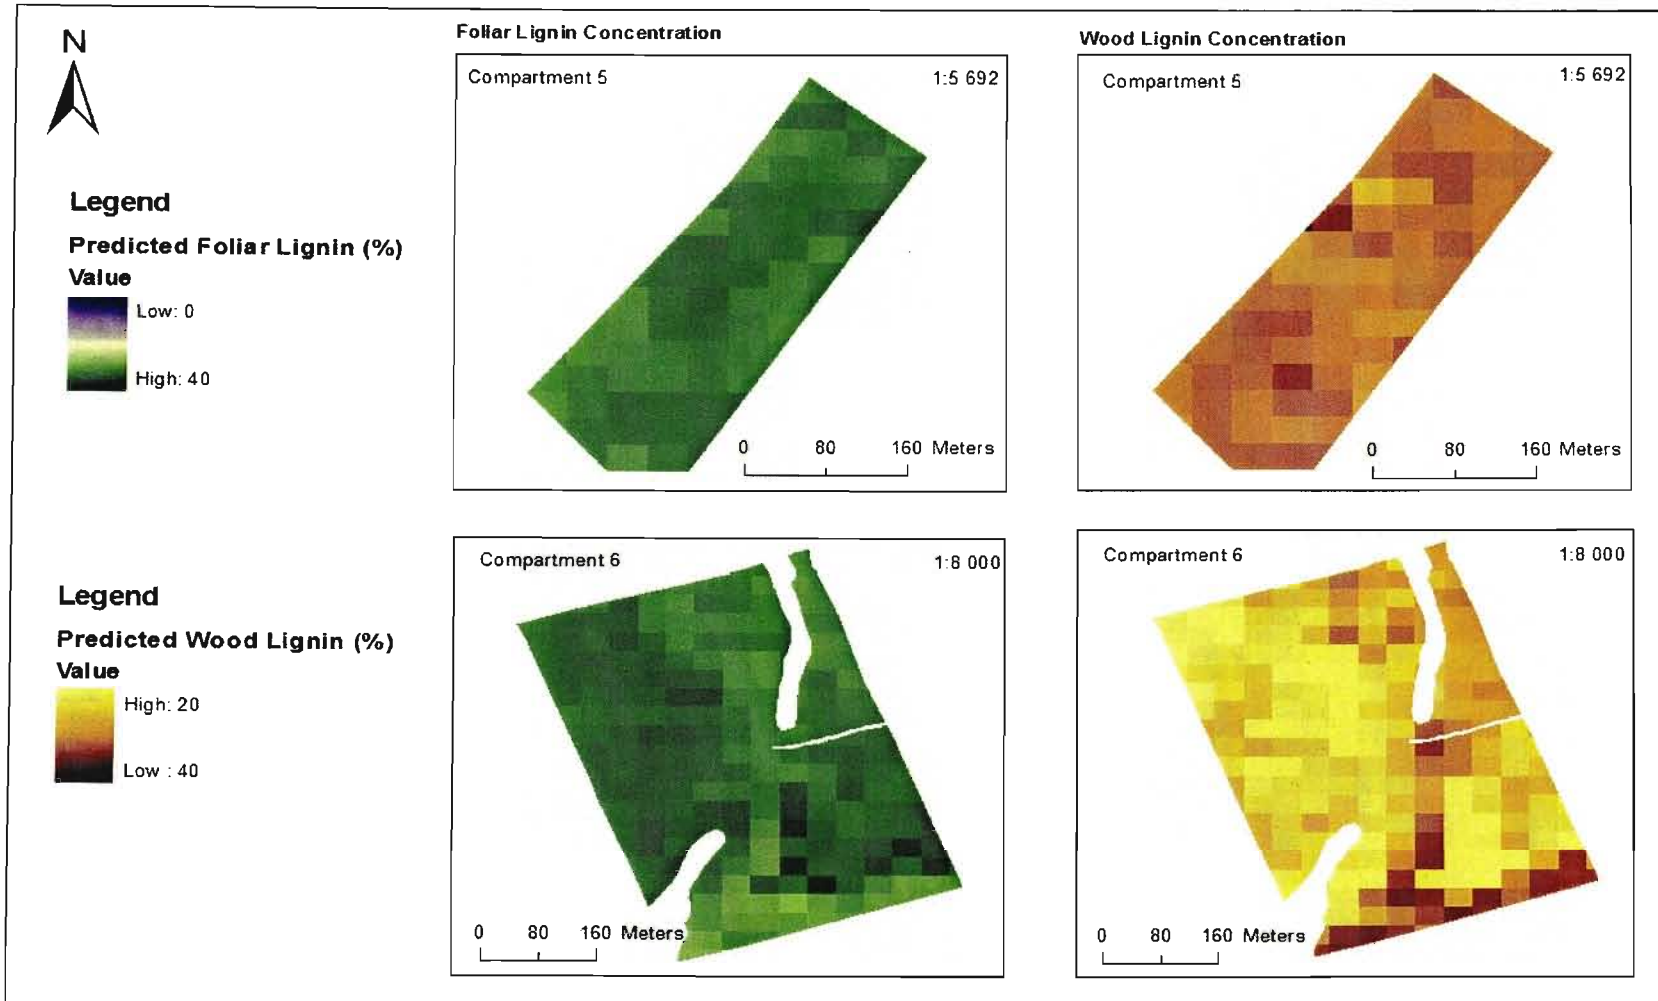 N
Legend
Predicted Foliar Lignin (%)
Value
Low: 0
High: 40
Legend
Predicted Wood Lignin (%)
Value
High: 20
Low : 40
Foliar Lignin Concentration
Compartment 5
1:5 692
0 80 160 Meters
Wood Lignin Concentration
Compartment 5
1:5 692
0 80 160 Meters
Compartment 6
1:8 000
0 80 160 Meters
Compartment 6
1:8 000
0 80 160 Meters